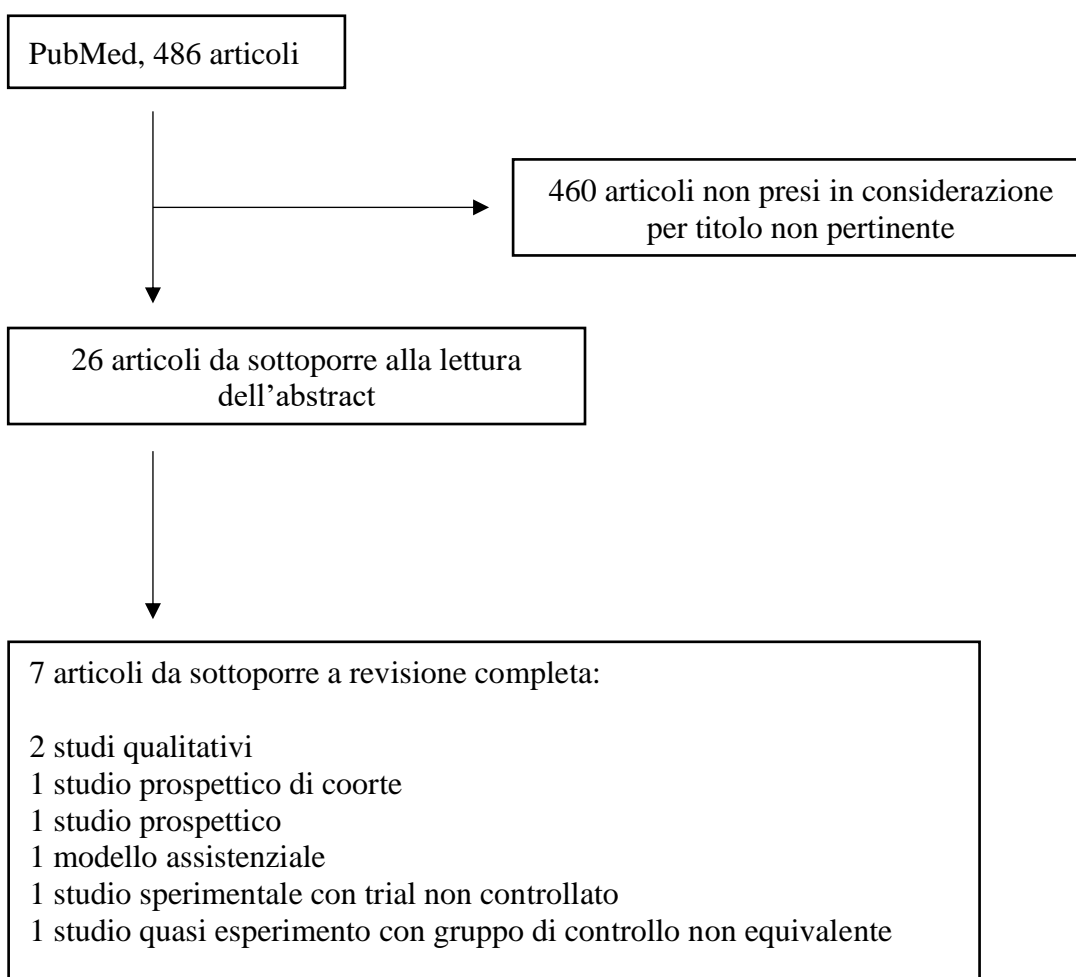 PubMed, 486 articoli
460 articoli non presi in considerazione
per titolo non pertinente
26 articoli da sottoporre alla lettura
dell’abstract
7 articoli da sottoporre a revisione completa:
2 studi qualitativi
1 studio prospettico di coorte
1 studio prospettico
1 modello assistenziale
1 studio sperimentale con trial non controllato
1 studio quasi esperimento con gruppo di controllo non equivalente